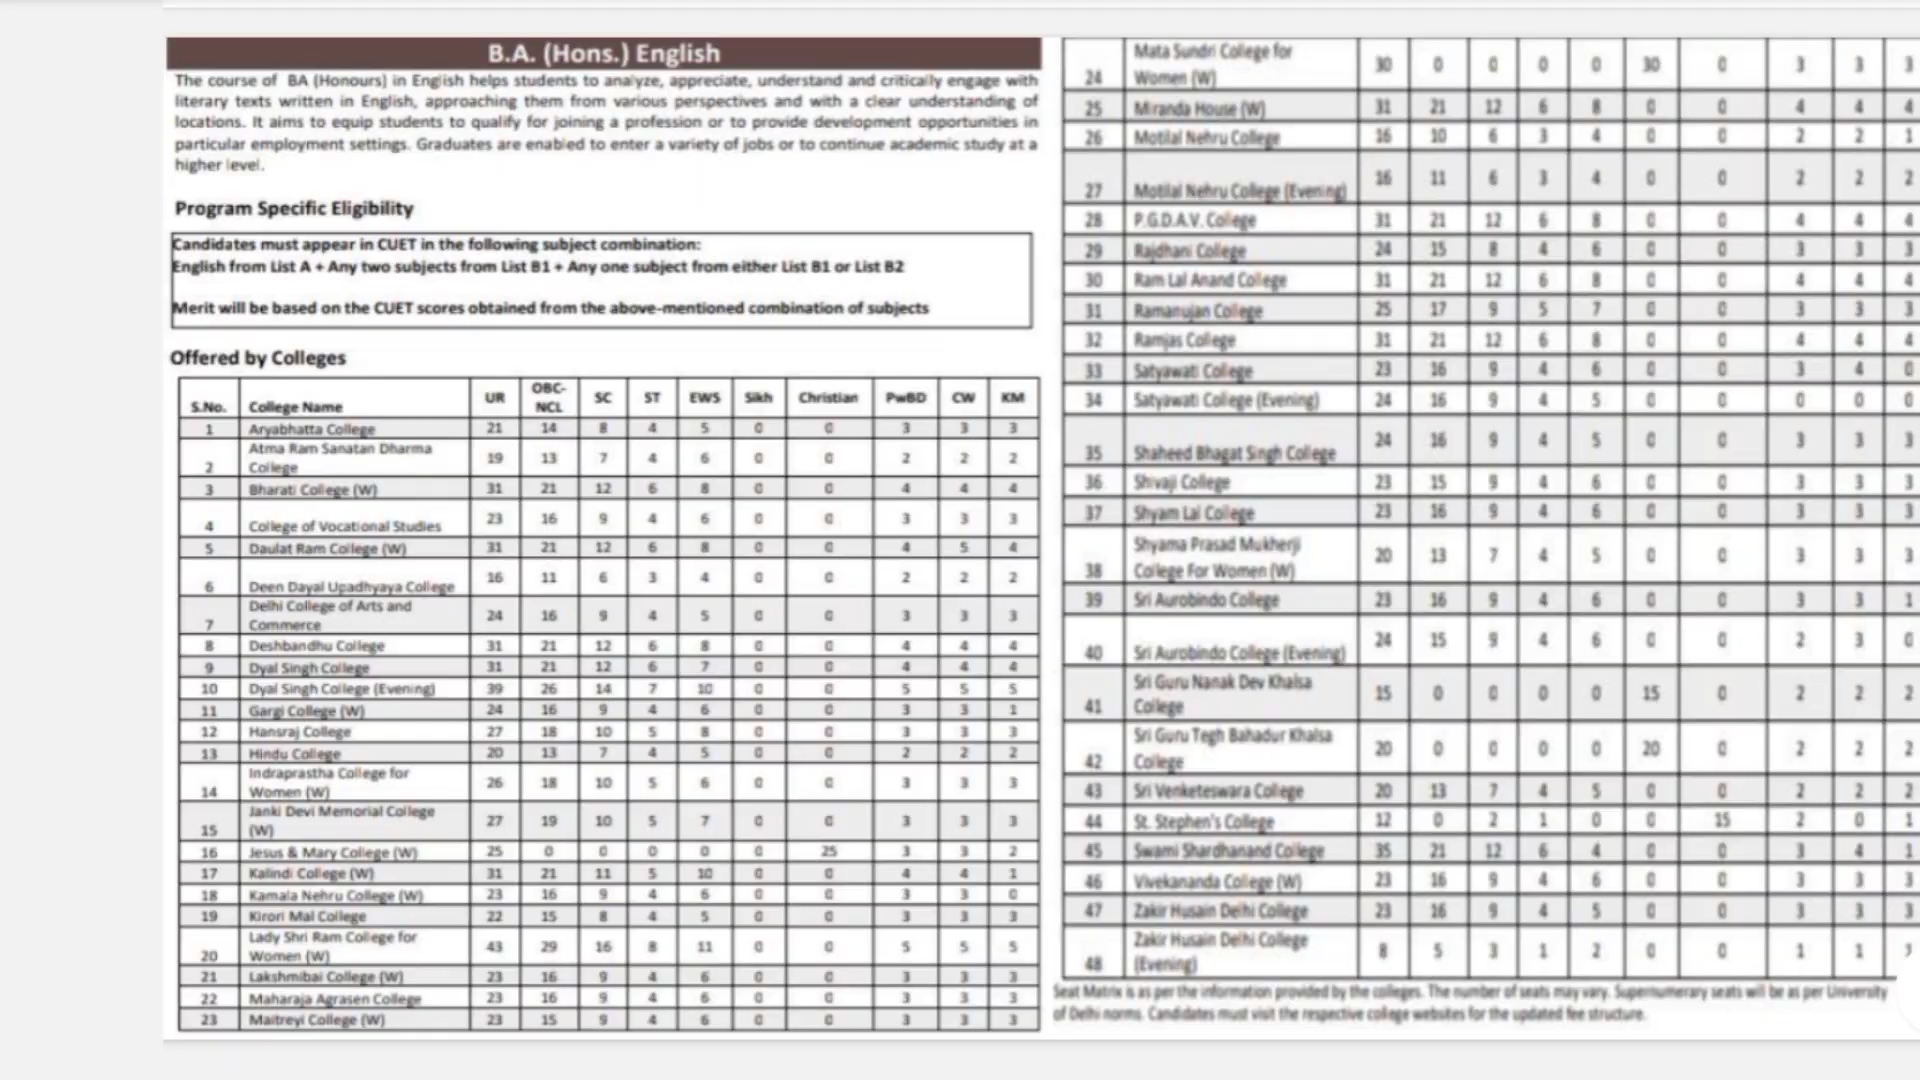 B.A. (Hons.) English
The course of BA (Honours) in English helps students to analyze, appreciate, understand and critically engage with
literary texts written in English, approaching them from various perspectives and with a clear understanding of
locations. It aims to equip students to qualify for joining a profession or to provide development opportunities in
particular employment settings. Graduates are enabled to enter a variety of jobs or to continue academic study at a
higher level.
Program Specific Eligibility
Candidates must appear in CUET in the following subject combination:
English from List A + Any two subjects from List B1 + Any one subject from either List B1 or List B2
Merit will be based on the CUET scores obtained from the above-mentioned combination of subjects
Offered by Colleges
S.No. College Name UR OBC-NCL SC ST EWS Sikh Christian PwBD CW KM
1 Aryabhatta College 21 14 8 4 5 0 0 3 3 3
2 Atma Ram Sanatan Dharma College 19 13 7 4 6 0 0 2 2 2
3 Bharati College (W) 31 21 12 6 8 0 0 4 4 4
4 College of Vocational Studies 23 16 9 4 6 0 0 3 3 3
5 Daulat Ram College (W) 31 21 12 6 8 0 0 4 5 4
6 Deen Dayal Upadhyaya College 16 11 6 3 4 0 0 2 2 2
7 Delhi College of Arts and Commerce 24 16 9 4 5 0 0 3 3 3
8 Deshbandhu College 31 21 12 6 8 0 0 4 4 4
9 Dyal Singh College 31 21 12 6 7 0 0 4 4 4
10 Dyal Singh College (Evening) 39 26 14 7 10 0 0 5 5 5
11 Gargi College (W) 24 16 9 4 6 0 0 3 3 1
12 Hansraj College 27 18 10 5 8 0 0 3 3 3
13 Hindu College 20 13 7 4 5 0 0 2 2 2
14 Indraprastha College for Women (W) 26 18 10 5 6 0 0 3 3 3
15 Janki Devi Memorial College (W) 27 19 10 5 7 0 0 3 3 3
16 Jesus & Mary College (W) 25 0 0 0 0 0 25 3 3 2
17 Kalindi College (W) 31 21 11 5 10 0 0 4 4 1
18 Kamala Nehru College (W) 23 16 9 4 6 0 0 3 3 0
19 Kirori Mal College 22 15 8 4 5 0 0 3 3 3
20 Lady Shri Ram College for Women (W) 43 29 16 8 11 0 0 5 5 5
21 Lakshmibai College (W) 23 16 9 4 6 0 0 3 3 3
22 Maharaja Agrasen College 23 16 9 4 6 0 0 3 3 3
23 Maitreyi College (W) 23 15 9 4 6 0 0 3 3 3
24 Mata Sundri College for Women (W) 30 0 0 0 0 30 0 3 3 3
25 Miranda House (W) 31 21 12 6 8 0 0 4 4 4
26 Motilal Nehru College 16 10 6 3 4 0 0 2 2 1
27 Motilal Nehru College (Evening) 16 11 6 3 4 0 0 2 2 2
28 P.G.D.A.V. College 31 21 12 6 8 0 0 4 4 4
29 Rajdhani College 24 15 8 4 6 0 0 3 3 3
30 Ram Lal Anand College 31 21 12 6 8 0 0 4 4 4
31 Ramanujan College 25 17 9 5 7 0 0 3 3 3
32 Ramjas College 31 21 12 6 8 0 0 4 4 4
33 Satyawati College 23 16 9 4 6 0 0 3 4 0
34 Satyawati College (Evening) 24 16 9 4 5 0 0 0 0 0
35 Shaheed Bhagat Singh College 24 16 9 4 5 0 0 3 3 3
36 Shivaji College 23 15 9 4 6 0 0 3 3 3
37 Shyam Lal College 23 16 9 4 6 0 0 3 3 3
38 Shyama Prasad Mukherji College For Women (W) 20 13 7 4 5 0 0 3 3 3
39 Sri Aurobindo College 23 16 9 4 6 0 0 3 3 1
40 Sri Aurobindo College (Evening) 24 15 9 4 6 0 0 2 3 0
41 Sri Guru Nanak Dev Khalsa College 15 0 0 0 0 15 0 2 2 2
42 Sri Guru Tegh Bahadur Khalsa College 20 0 0 0 0 20 0 2 2 2
43 Sri Venketeswara College 20 13 7 4 5 0 0 2 2 2
44 St. Stephen's College 12 0 2 1 0 0 15 2 0 1
45 Swami Shardhanand College 35 21 12 6 4 0 0 3 4 1
46 Vivekananda College (W) 23 16 9 4 6 0 0 3 3 3
47 Zakir Husain Delhi College 23 16 9 4 5 0 0 3 3 3
48 Zakir Husain Delhi College (Evening) 8 5 3 1 2 0 0 1 1
Seat Matrix is as per the information provided by the colleges. The number of seats may vary. Supernumerary seats will be as per University
of Delhi norms. Candidates must visit the respective college websites for the updated fee structure.